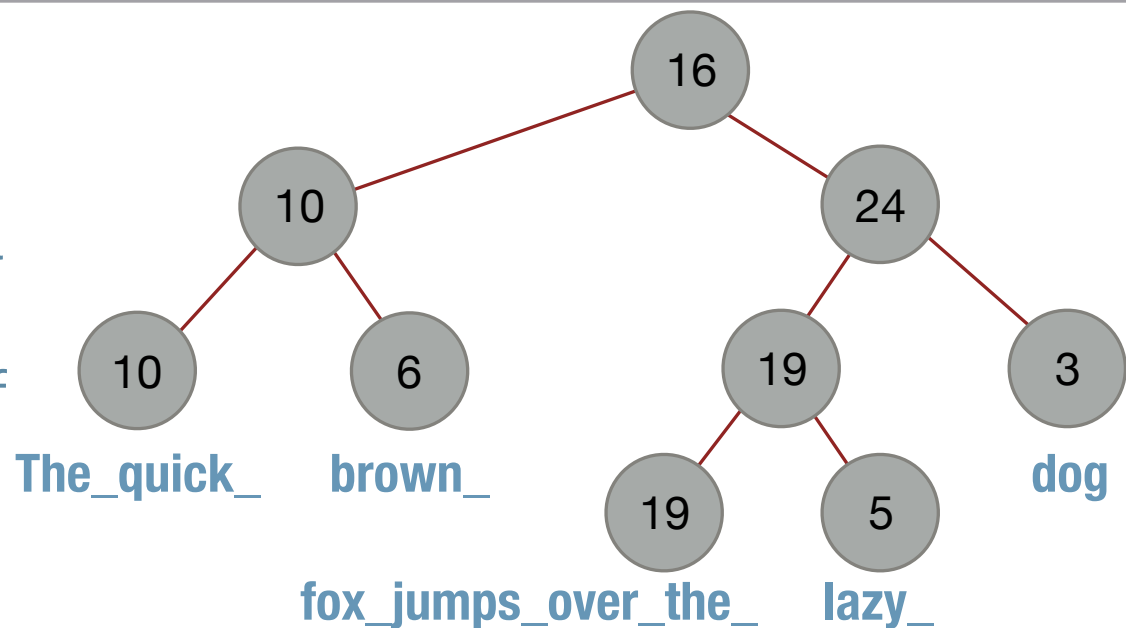 16
10 24
10 6 19 3
The_quick_ brown_ dog
19 5
fox_jumps_over_the_ lazy_